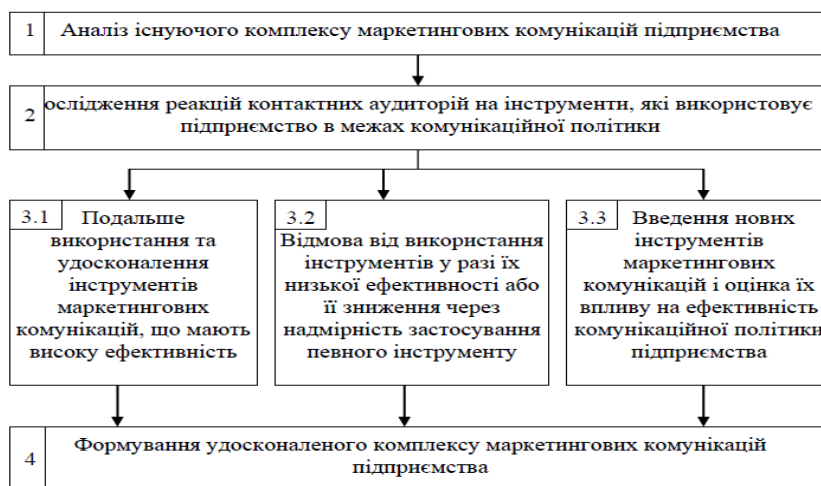 1 Аналіз існуючого комплексу маркетингових комунікацій підприємства
2 ослідження реакцій контактних аудиторій на інструменти, які використовує
підприємство в межах комунікаційної політики
3.1 Подальше
використання та
удосконалення
інструментів
маркетингових
комунікацій, що мають
високу ефективність
3.2
Відмова від використання
інструментів у разі їх
низької ефективності або
її зниження через
надмірність застосування
певного інструменту
3.3 Введення нових
інструментів
маркетингових
комунікацій і оцінка їх
впливу на ефективність
комунікаційної політики
підприємства
4 Формування удосконаленого комплексу маркетингових комунікацій
підприємства